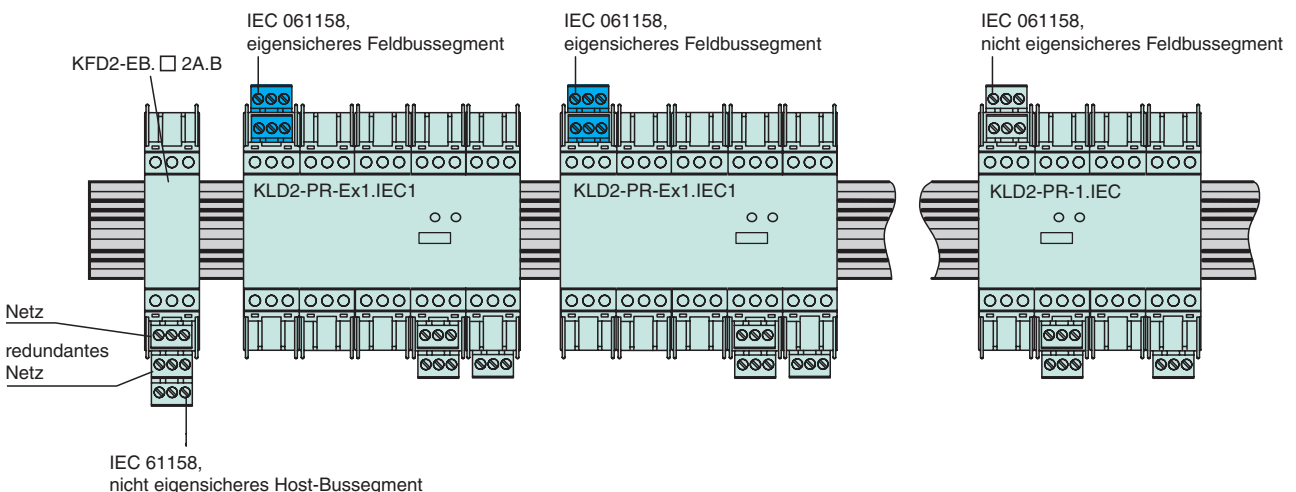 IEC 061158,
eigensicheres Feldbussegment
IEC 061158,
eigensicheres Feldbussegment
IEC 061158,
nicht eigensicheres Feldbussegment
KFD2-EB. □ 2A.B
KLD2-PR-Ex1.IEC1
KLD2-PR-Ex1.IEC1
KLD2-PR-1.IEC
Netz
redundantes
Netz
IEC 61158,
nicht eigensicheres Host-Bussegment